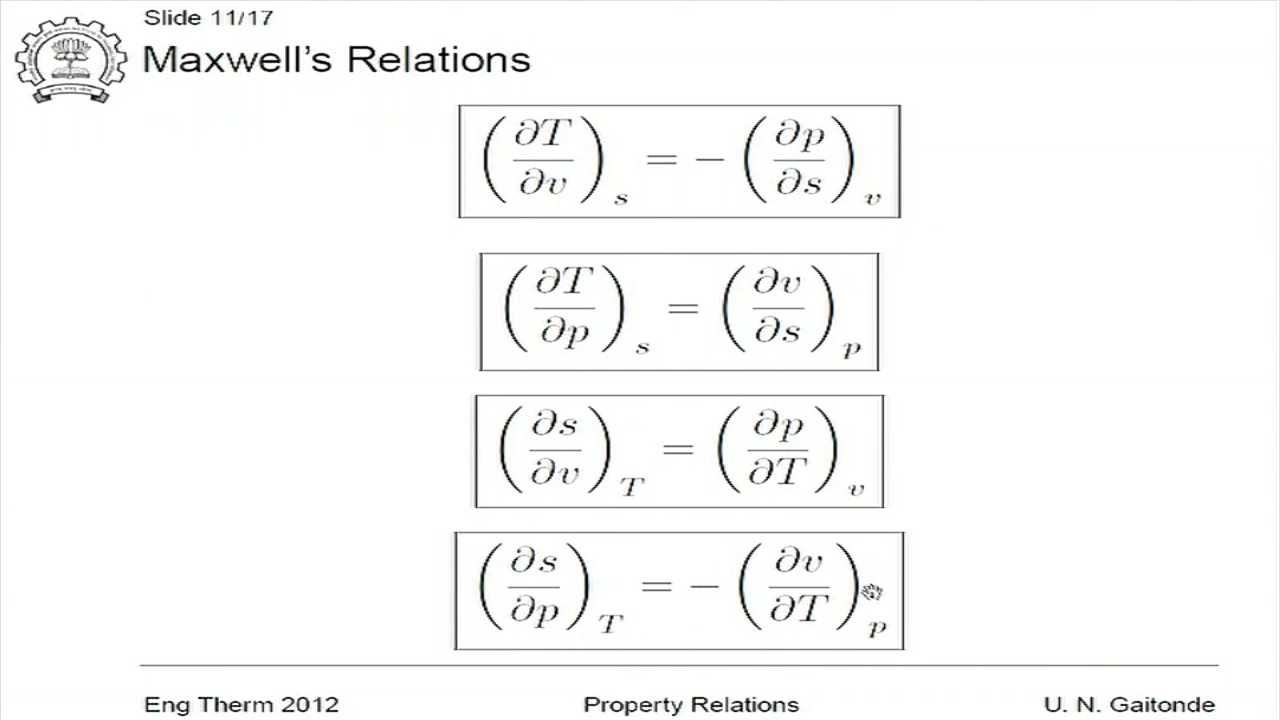 Slide 11/17
Maxwell's Relations
(∂T/∂v)_s = −(∂p/∂s)_v
(∂T/∂p)_s = (∂v/∂s)_p
(∂s/∂v)_T = (∂p/∂T)_v
(∂s/∂p)_T = −(∂v/∂T)_p
Eng Therm 2012 Property Relations U. N. Gaitonde